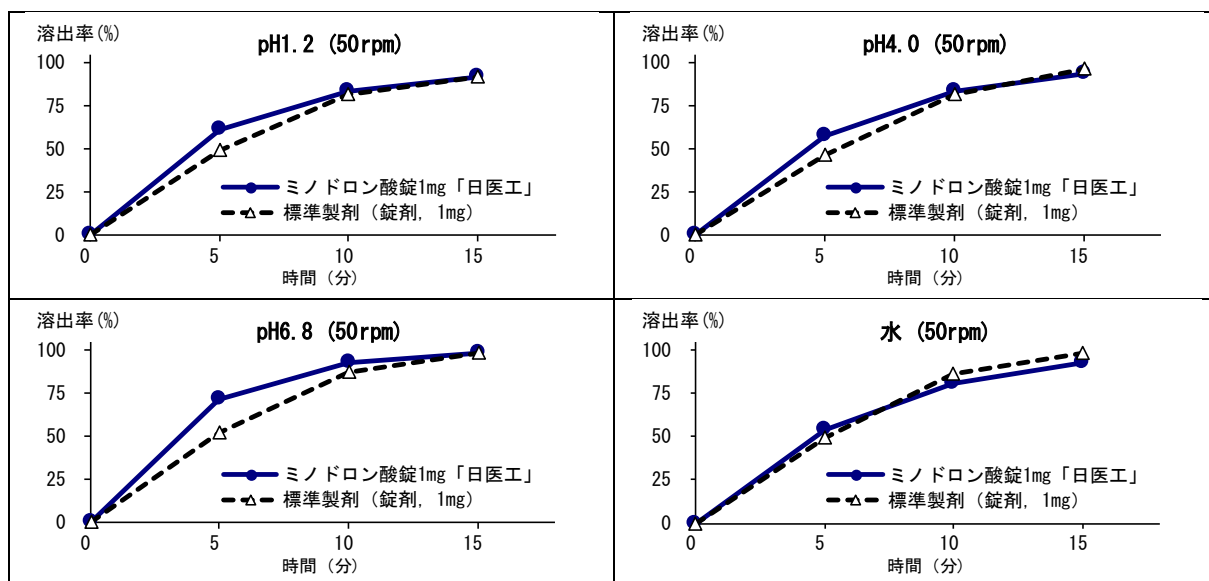 溶出率(%)
pH1.2 (50rpm)
100
75
50
25
0
ミノドロン酸錠1mg「日医工」
標準製剤（錠剤, 1mg）
0 5 10 15
時間（分）
溶出率(%)
pH4.0 (50rpm)
100
75
50
25
0
ミノドロン酸錠1mg「日医工」
標準製剤（錠剤, 1mg）
0 5 10 15
時間（分）
溶出率(%)
pH6.8 (50rpm)
100
75
50
25
0
ミノドロン酸錠1mg「日医工」
標準製剤（錠剤, 1mg）
0 5 10 15
時間（分）
溶出率(%)
水 (50rpm)
100
75
50
25
0
ミノドロン酸錠1mg「日医工」
標準製剤（錠剤, 1mg）
0 5 10 15
時間（分）